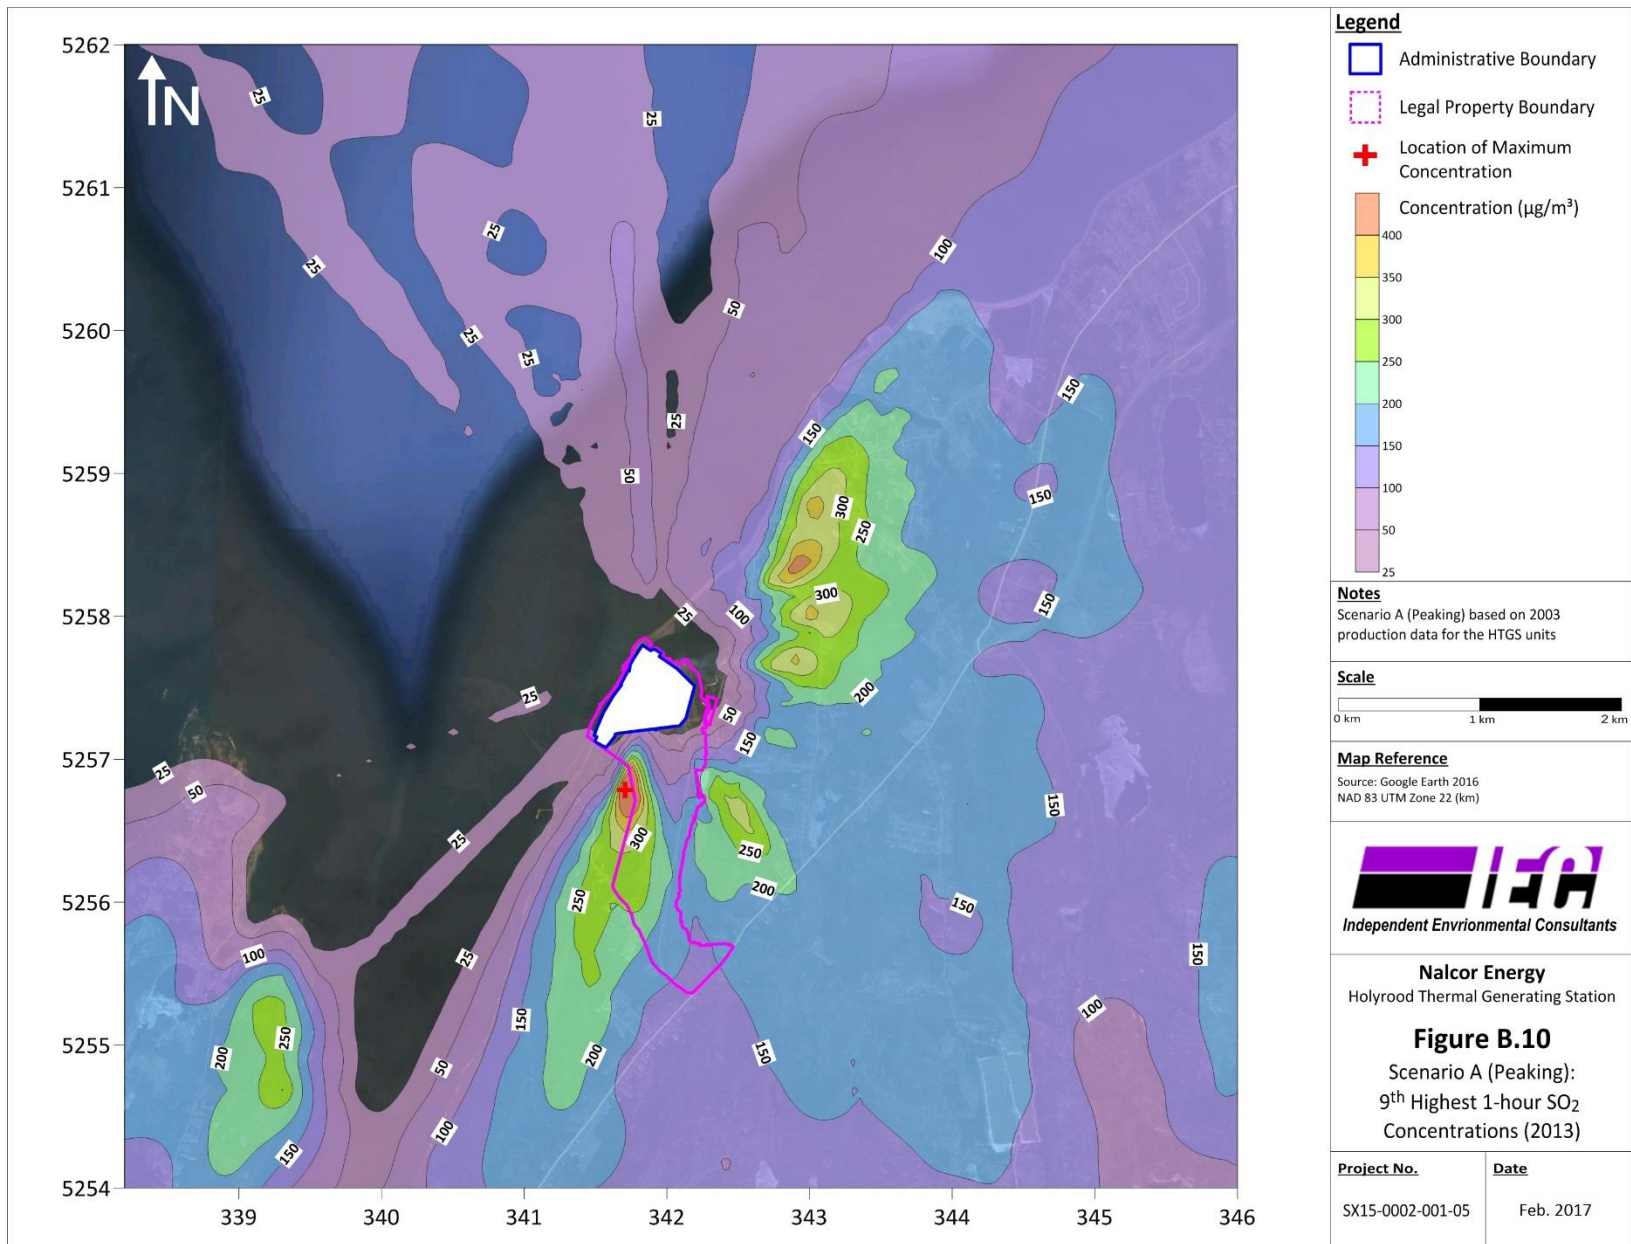 5262
5261
5260
5259
5258
5257
5256
5255
5254
339
340
341
342
343
344
345
346
N
25
25
25
25
25
25
25
25
50
50
100
150
150
150
150
300
250
300
200
25
100
25
50
150
25
50
25
300
250
250
200
150
150
150
100
25
50
100
150
200
150
100
200
250
150
Legend
Administrative Boundary
Legal Property Boundary
Location of Maximum
Concentration
Concentration (µg/m³)
400
350
300
250
200
150
100
50
25
Notes
Scenario A (Peaking) based on 2003
production data for the HTGS units
Scale
0 km 1 km 2 km
Map Reference
Source: Google Earth 2016
NAD 83 UTM Zone 22 (km)
IEC
Independent Envrionmental Consultants
Nalcor Energy
Holyrood Thermal Generating Station
Figure B.10
Scenario A (Peaking):
9th Highest 1-hour SO2
Concentrations (2013)
Project No.
SX15-0002-001-05
Date
Feb. 2017